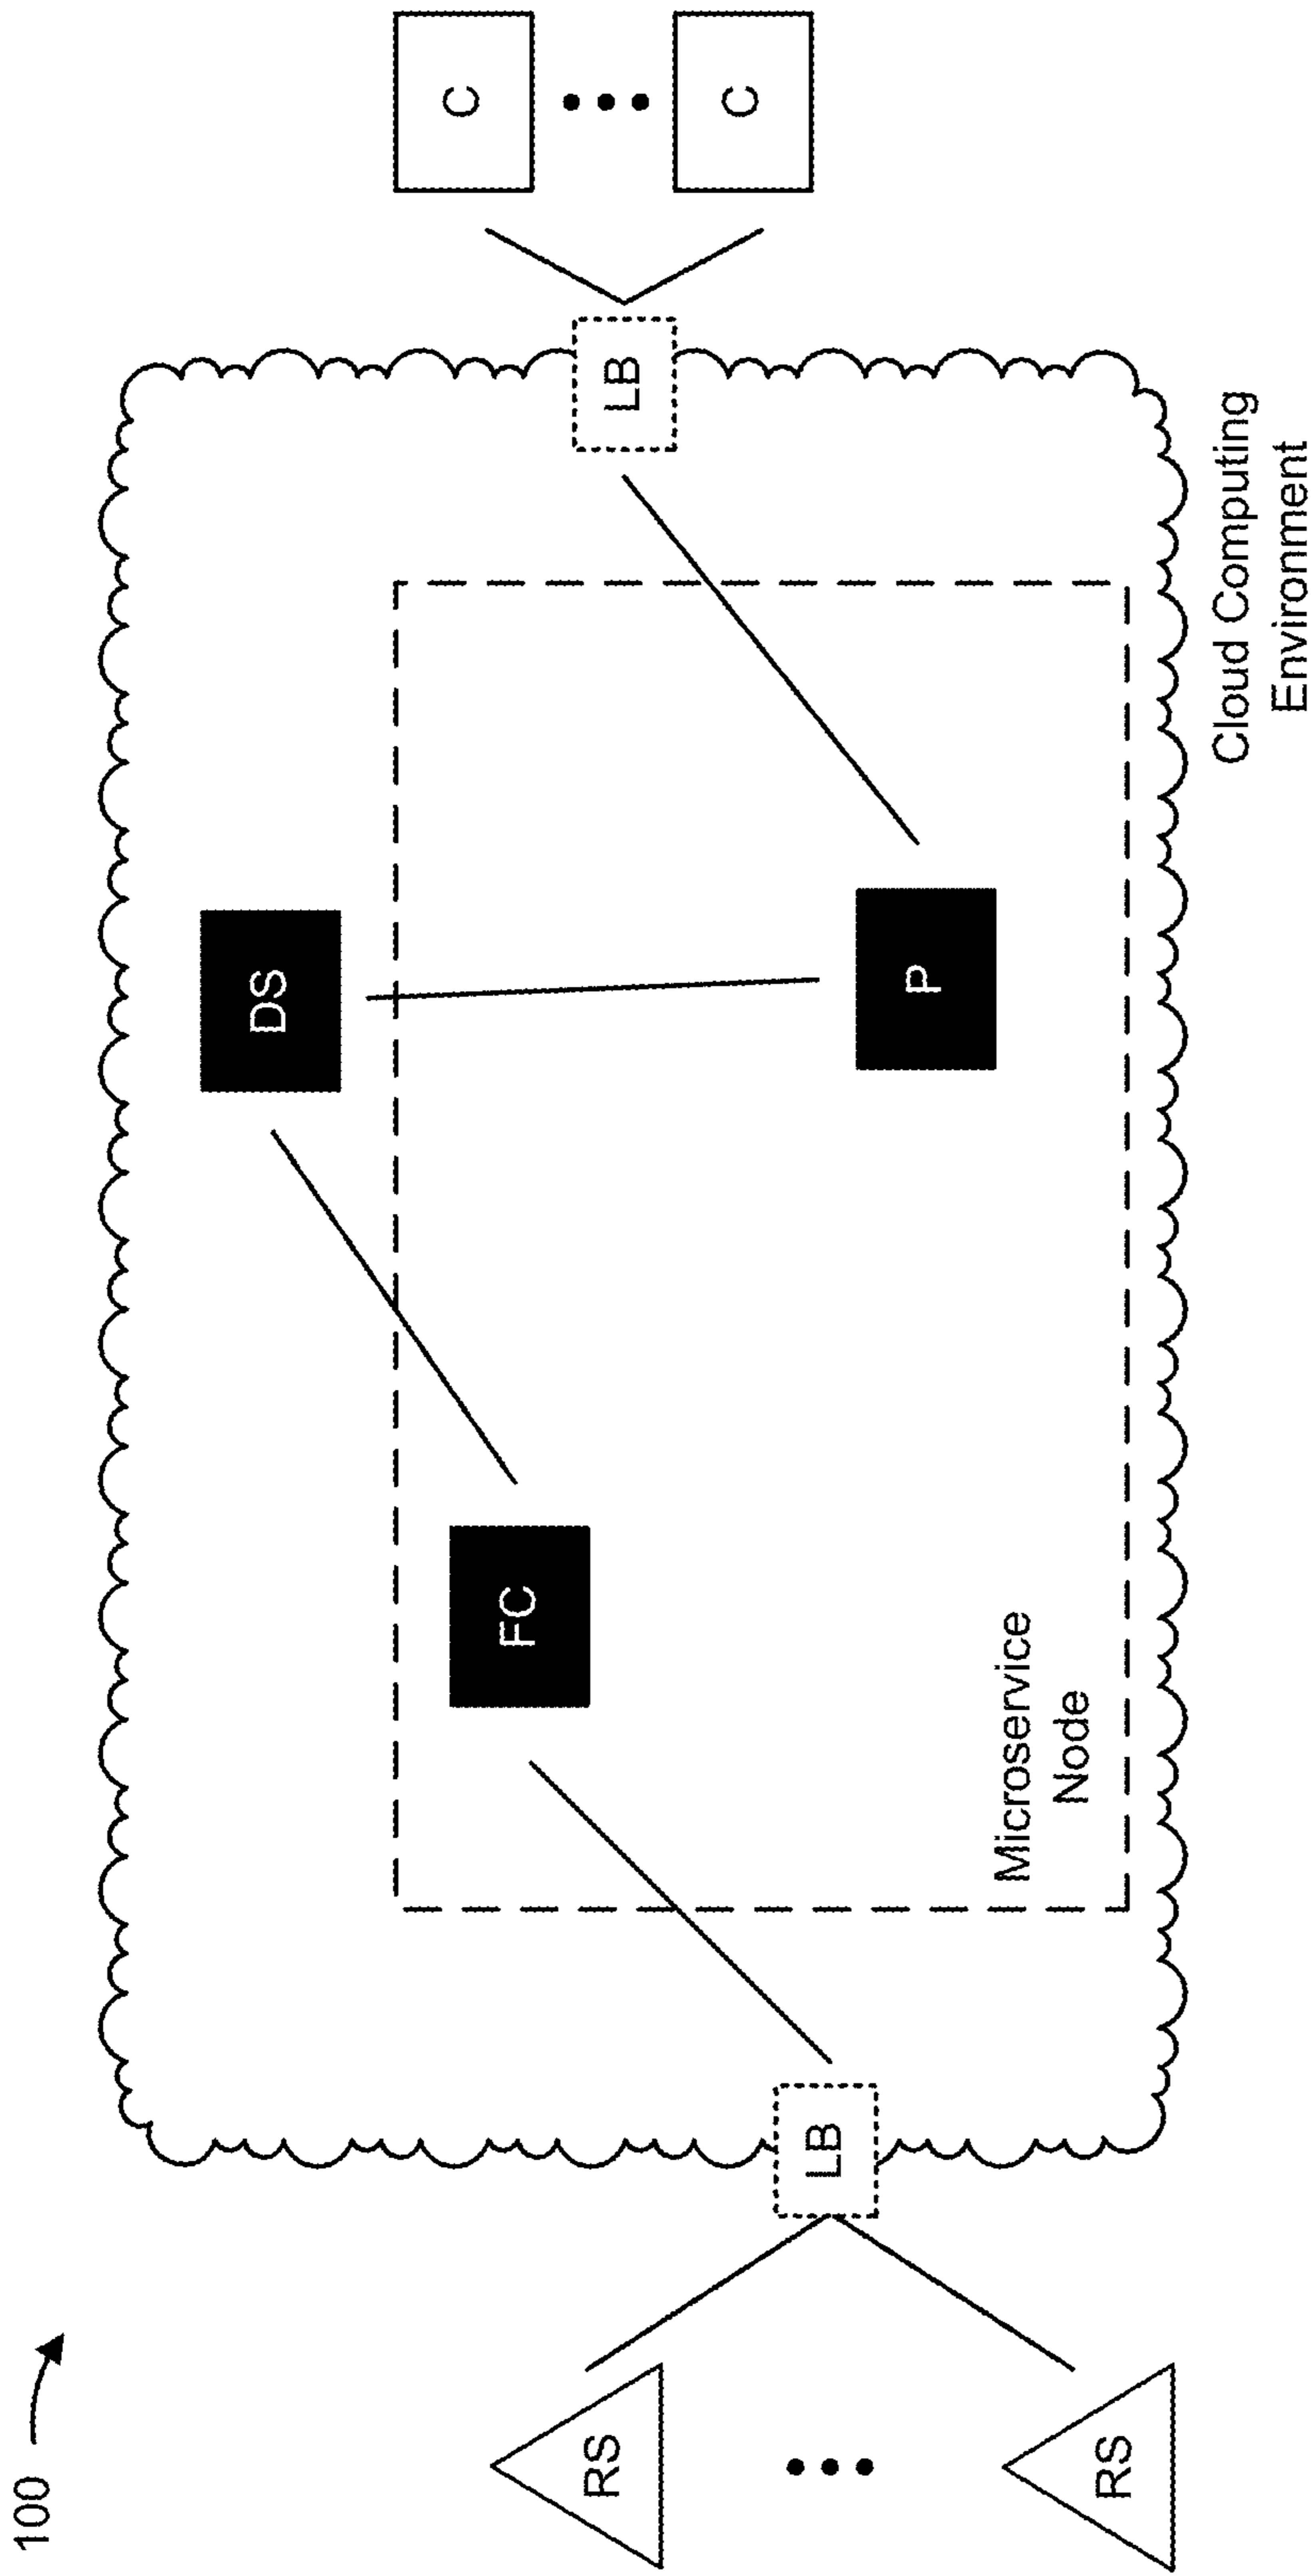 100
RS
RS
LB
FC
DS
P
Microservice
Node
LB
C
C
Cloud Computing
Environment